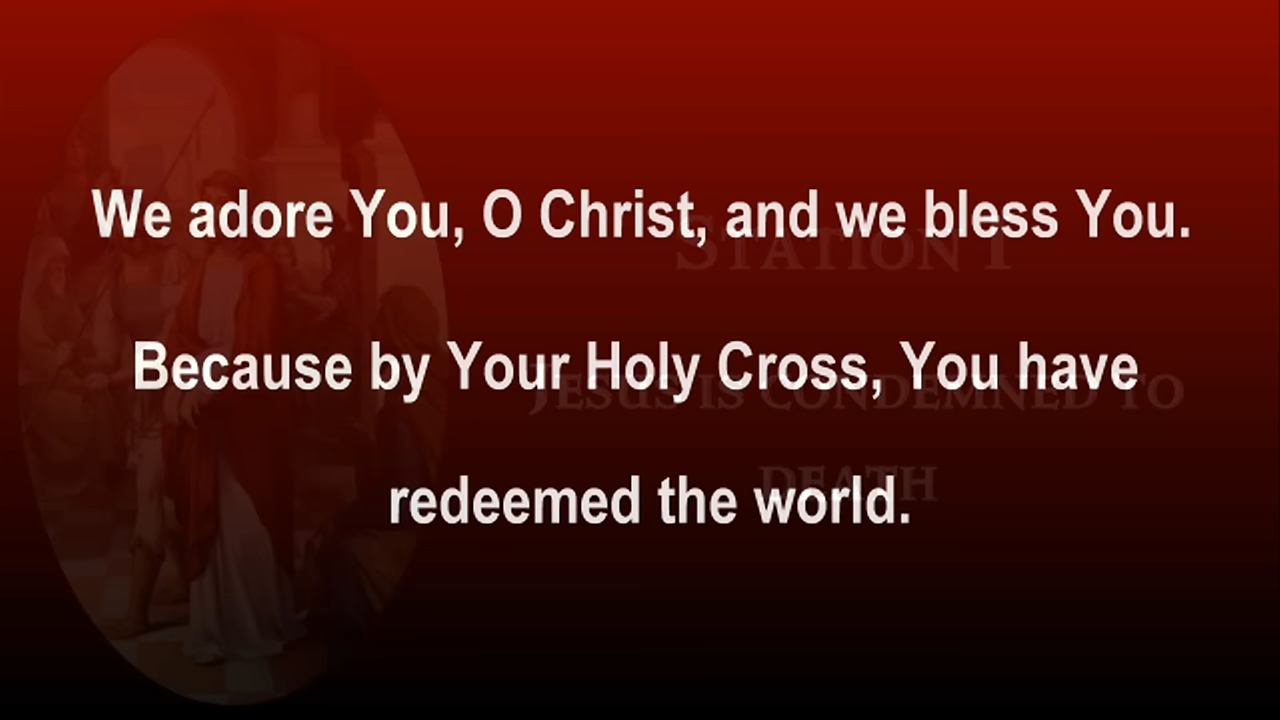 We adore You, O Christ, and we bless You.
STATION I
Because by Your Holy Cross, You have
JESUS IS CONDEMNED TO
redeemed the world.
DEATH